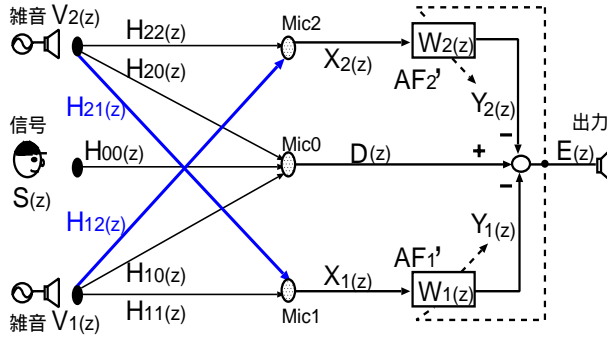 雑音 V2(z)
H22(z)
H20(z)
H21(z)
Mic2
X2(z)
W2(z)
AF2'
Y2(z)
−
信号
S(z)
H00(z)
Mic0
D(z)
+
出力
E(z)
−
H12(z)
H10(z)
H11(z)
雑音 V1(z)
Mic1
X1(z)
AF1'
W1(z)
Y1(z)